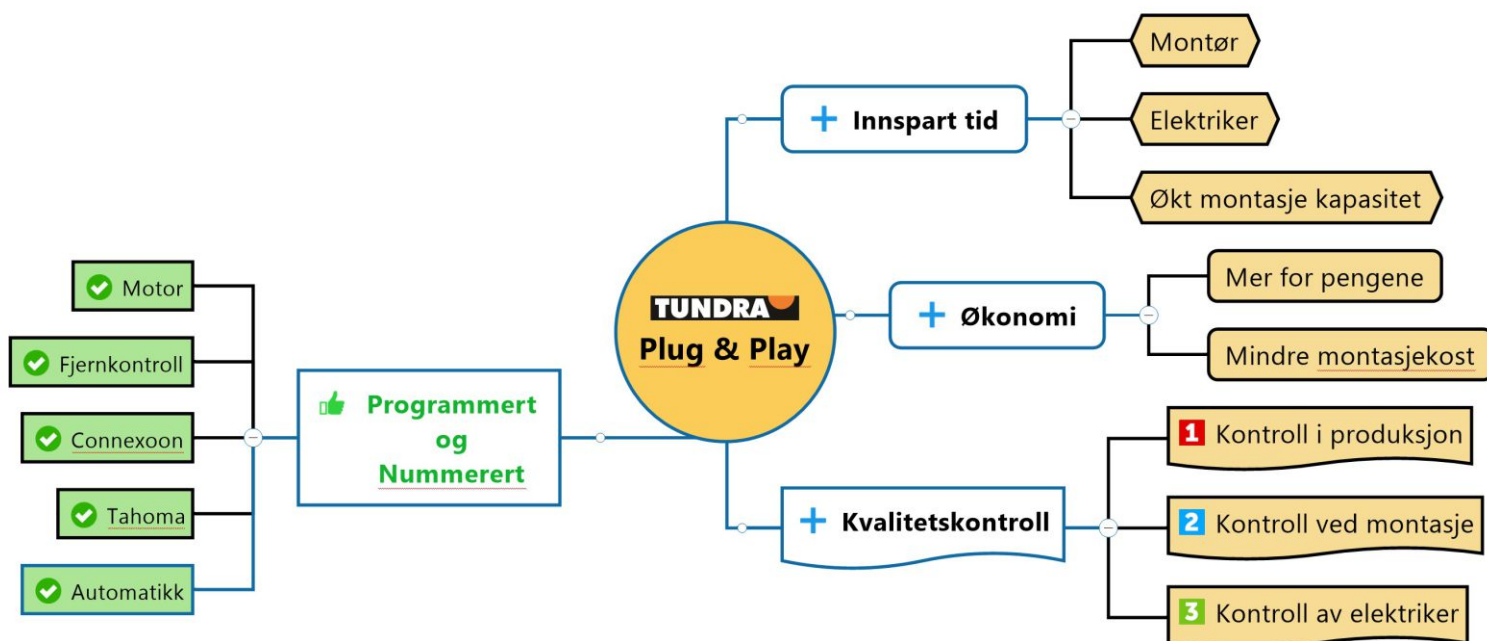 TUNDRA
Plug & Play
Innspart tid
Montør
Elektriker
Økt montasje kapasitet
Økonomi
Mer for pengene
Mindre montasjekost
Kvalitetskontroll
1 Kontroll i produksjon
2 Kontroll ved montasje
3 Kontroll av elektriker
Programmert
og
Nummerert
Motor
Fjernkontroll
Connexoon
Tahoma
Automatikk